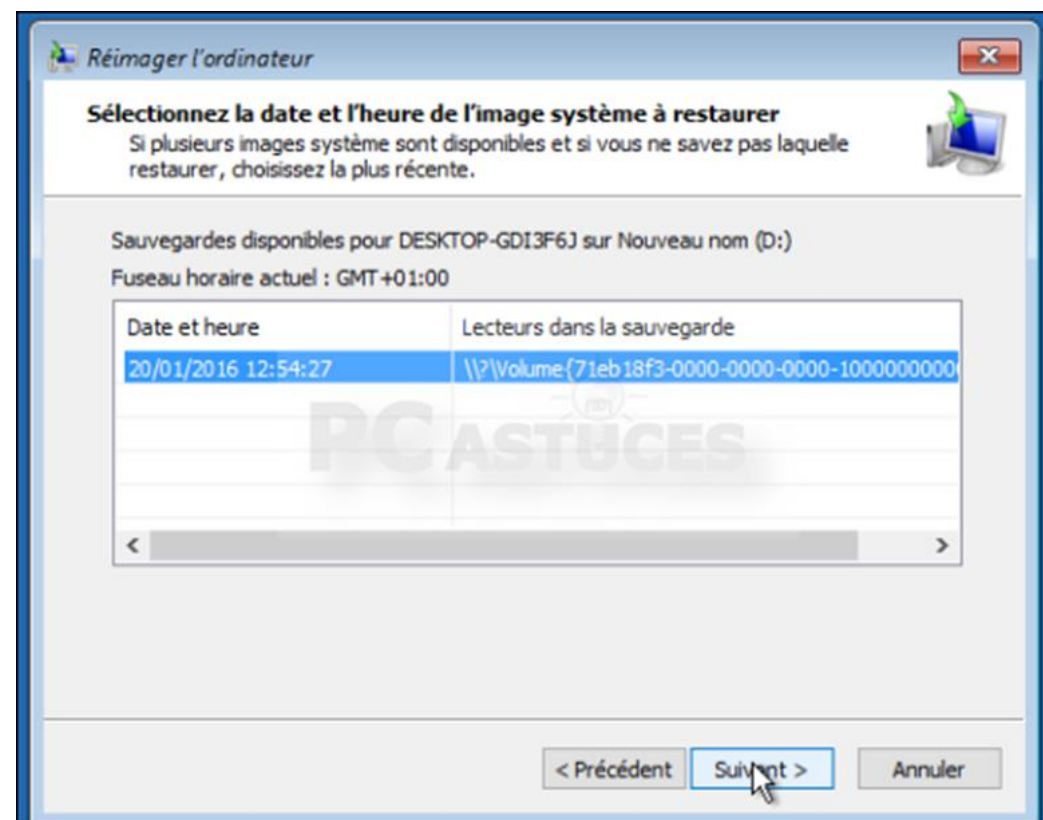 Réimager l'ordinateur
Sélectionnez la date et l'heure de l'image système à restaurer
Si plusieurs images système sont disponibles et si vous ne savez pas laquelle
restaurer, choisissez la plus récente.
Sauvegardes disponibles pour DESKTOP-GDI3F6J sur Nouveau nom (D:)
Fuseau horaire actuel : GMT+01:00
Date et heure Lecteurs dans la sauvegarde
20/01/2016 12:54:27 \\?\Volume{71eb18f3-0000-0000-0000-10000000000
PC ASTUCES
< Précédent Suivant > Annuler